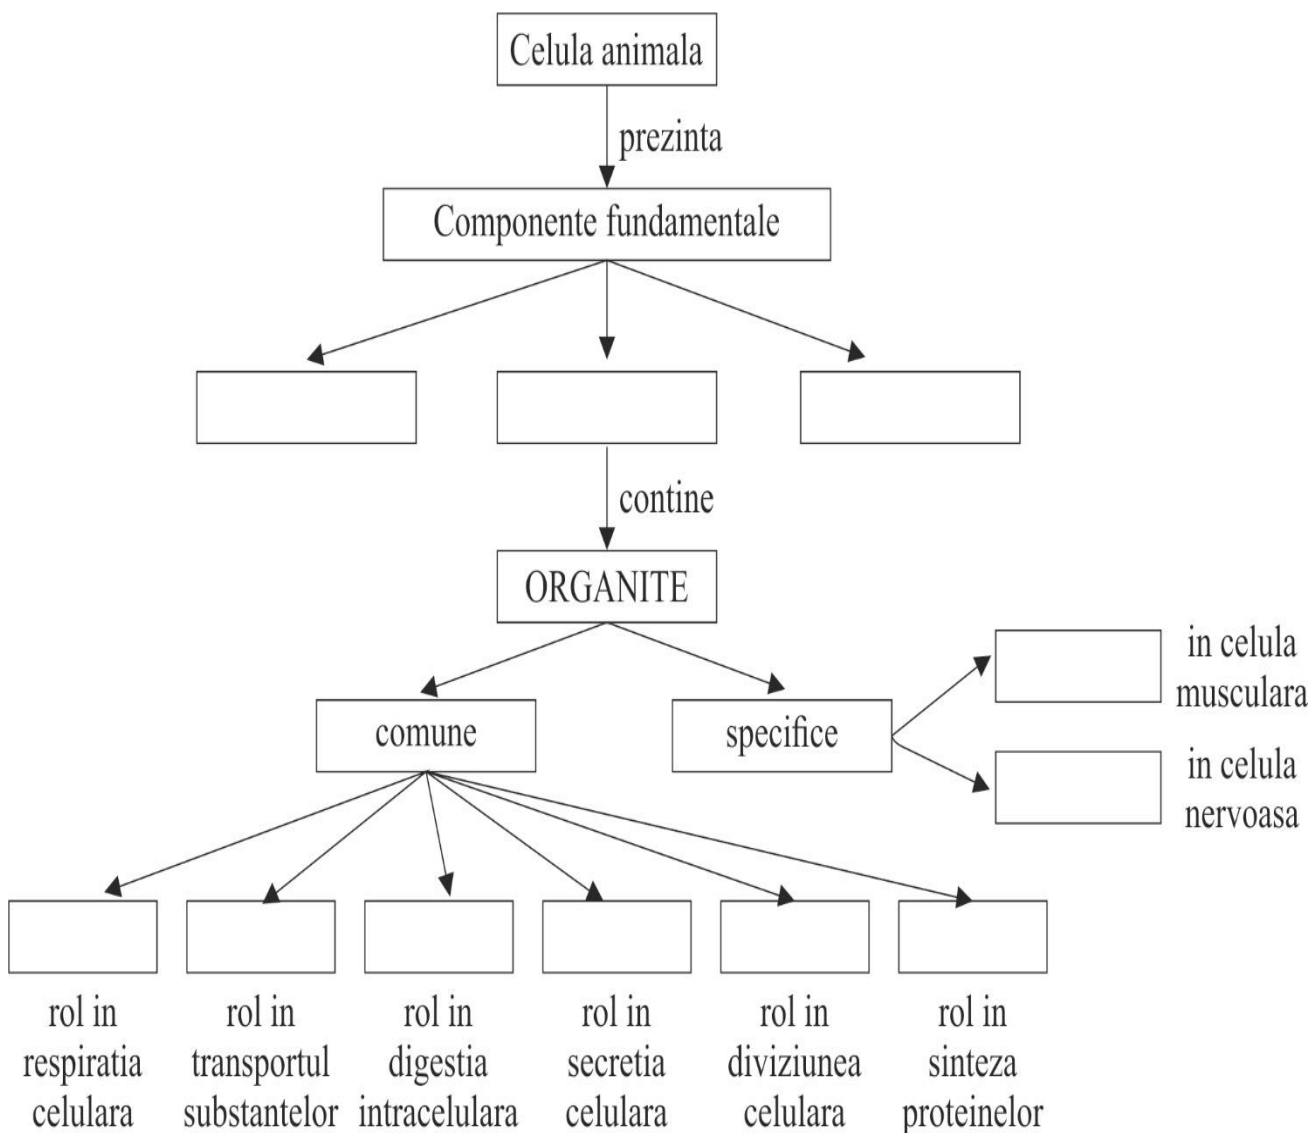 Celula animala
prezinta
Componente fundamentale
contine
ORGANITE
comune
specifice
in celula
musculara
in celula
nervoasa
rol in
respiratia
celulara
rol in
transportul
substantelor
rol in
digestia
intracelulara
rol in
secretia
celulara
rol in
diviziunea
celulara
rol in
sinteza
proteinelor